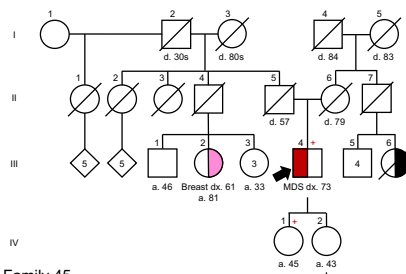 1 2 3 4 5
I
d. 30s d. 80s d. 84 d. 83
1 2 3 4 5 6 7
II
d. 57 d. 79
1 2 3 4 + 5 6
III
5 5 3 4
a. 46 Breast dx. 61 a. 33 MDS dx. 73
a. 81
1 + 2
IV
a. 45 a. 43
Family 45